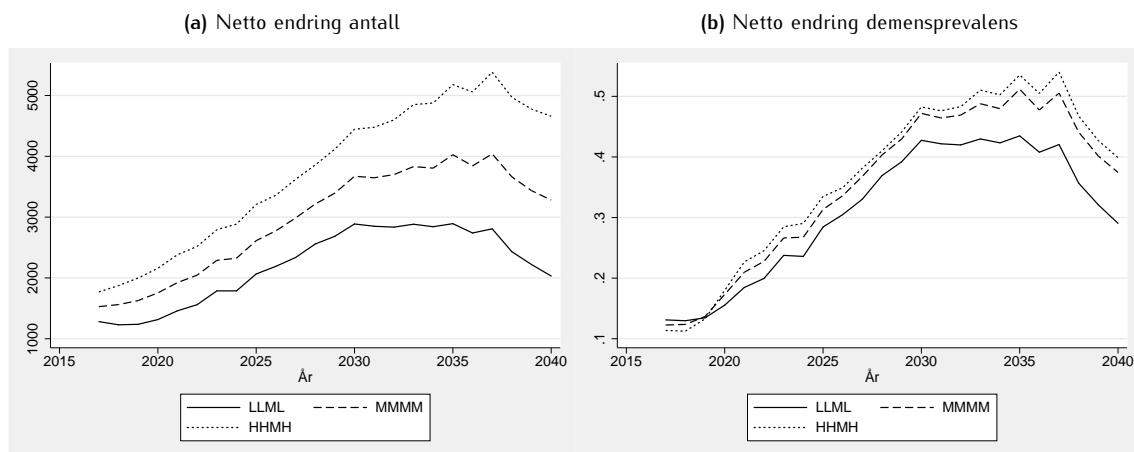 (a) Netto endring antall
5000
4000
3000
2000
1000
2015 2020 2025 2030 2035 2040
År
LLML MMMM
HHMH
(b) Netto endring demensprevalens
.5
.4
.3
.2
.1
2015 2020 2025 2030 2035 2040
År
LLML MMMM
HHMH